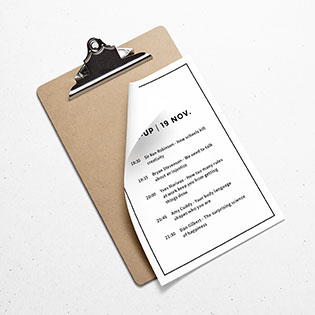 -UP | 19 NOV.
18:30 Sir Ken Robinson - How schools kill
creativity
19:15 Bryan Stevenson - We need to talk
about an injustice
20:00 Yves Morieux - How too many rules
at work keep you from getting
things done
20:45 Amy Cuddy - Your body language
shapes who you are
21:30 Dan Gilbert - The surprising science
of happiness